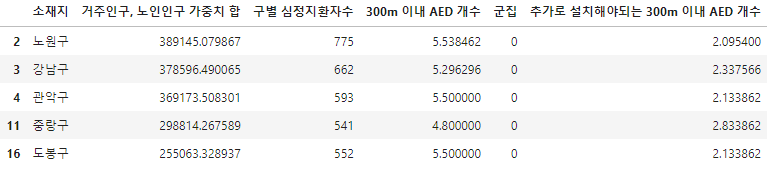 소재지 거주인구, 노인인구 가중치 합 구별 심정지환자수 300m 이내 AED 개수 군집 추가로 설치해야되는 300m 이내 AED 개수
2 노원구 389145.079867 775 5.538462 0 2.095400
3 강남구 378596.490065 662 5.296296 0 2.337566
4 관악구 369173.508301 593 5.500000 0 2.133862
11 중랑구 298814.267589 541 4.800000 0 2.833862
16 도봉구 255063.328937 552 5.500000 0 2.133862